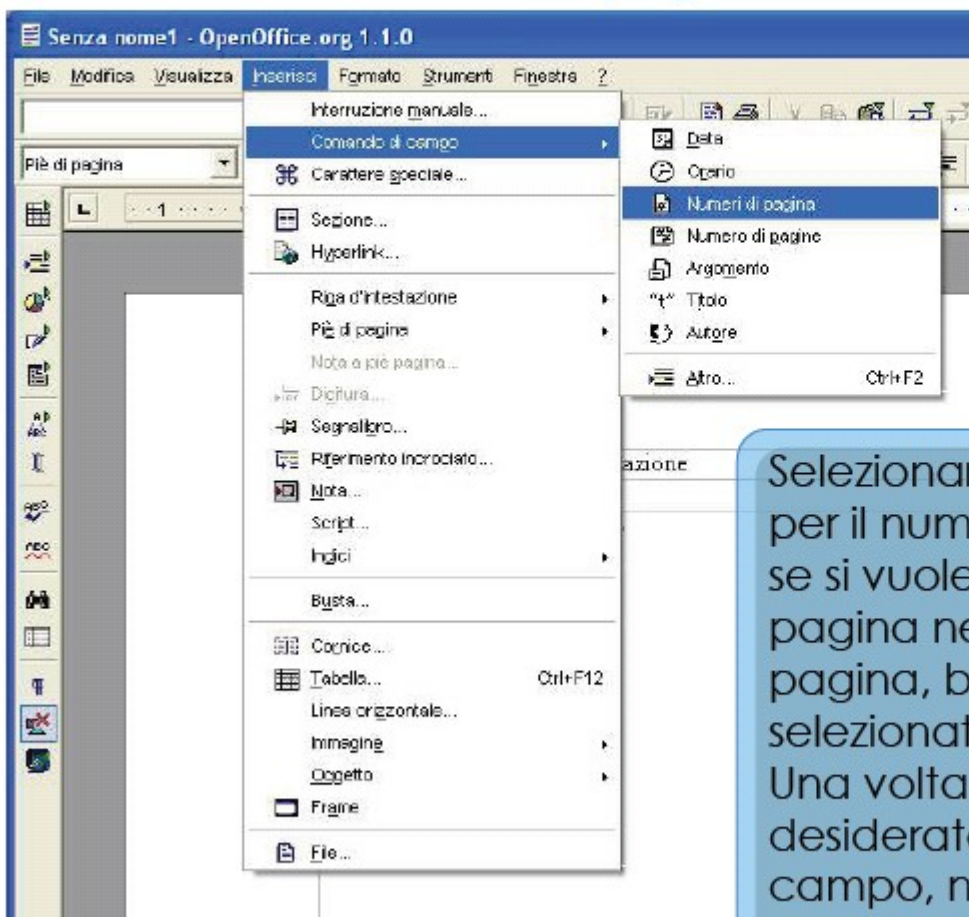 Senza nome1 - OpenOffice.org 1.1.0
File Modifica Visualizza Inserisci Formato Strumenti Finestra ?
Piè di pagina
1
Interruzione manuale...
Comando di campo
Carattere speciale...
Sezione...
Hyperlink...
Riga d'intestazione
Piè di pagina
Nota a piè pagina...
Dicitura...
Segnalibro...
Riferimento incrociato...
Nota...
Script...
Indici
Busta...
Cornice...
Tabella... Ctrl+F12
Linea orizzontale...
Immagine
Oggetto
Frame
File...
Data
Orario
Numeri di pagina
Numero di pagine
Argomento
Titolo
Autore
Altro... Ctrl+F2
azione
Seleziona
per il num
se si vuole
pagina ne
pagina, b
selezionat
Una volta
desiderat
campo, n